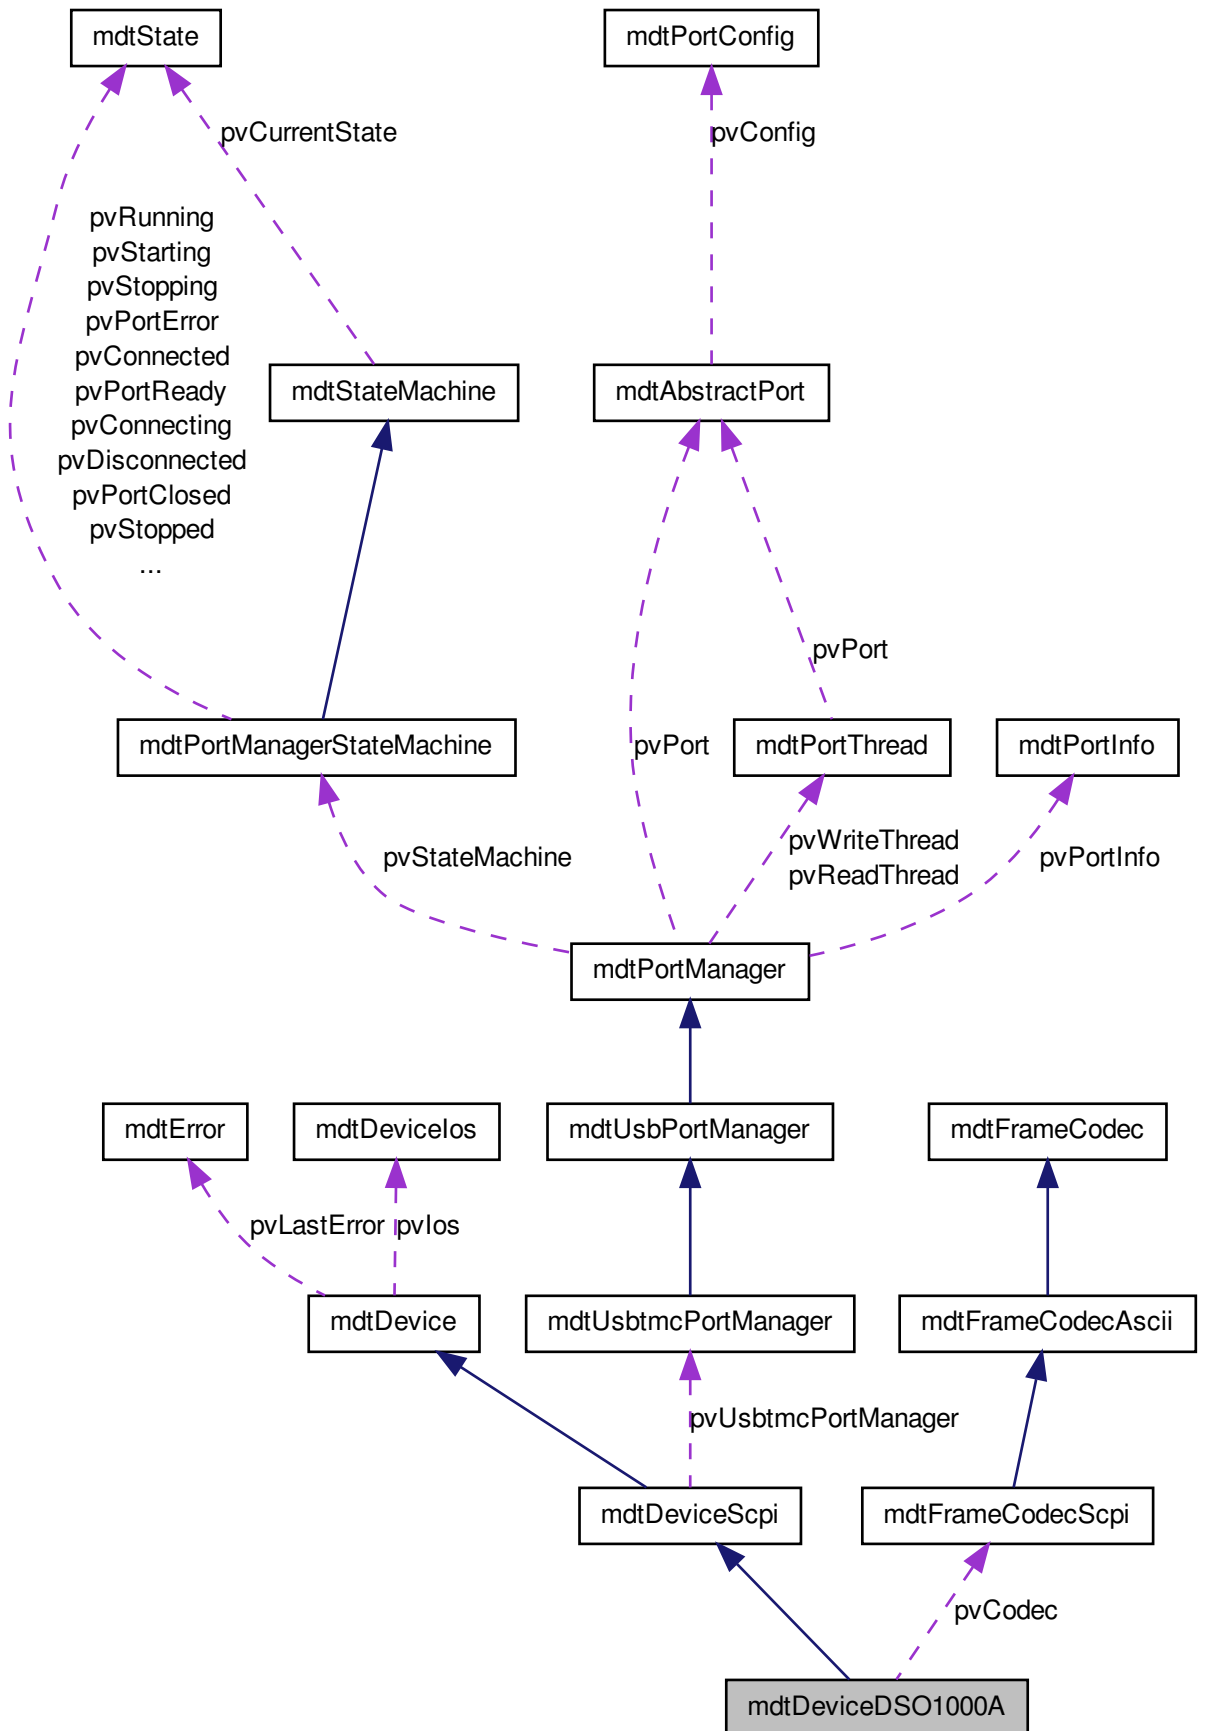 mdtState
mdtPortConfig
pvCurrentState
pvConfig
pvRunning
pvStarting
pvStopping
pvPortError
pvConnected
pvPortReady
pvConnecting
pvDisconnected
pvPortClosed
pvStopped
...
mdtStateMachine
mdtAbstractPort
pvPort
mdtPortManagerStateMachine
pvPort
mdtPortThread
mdtPortInfo
pvStateMachine
pvWriteThread
pvReadThread
pvPortInfo
mdtPortManager
mdtError
mdtDeviceIos
mdtUsbPortManager
mdtFrameCodec
pvLastError
pvIos
mdtDevice
mdtUsbtmcPortManager
mdtFrameCodecAscii
pvUsbtmcPortManager
mdtDeviceScpi
mdtFrameCodecScpi
pvCodec
mdtDeviceDSO1000A